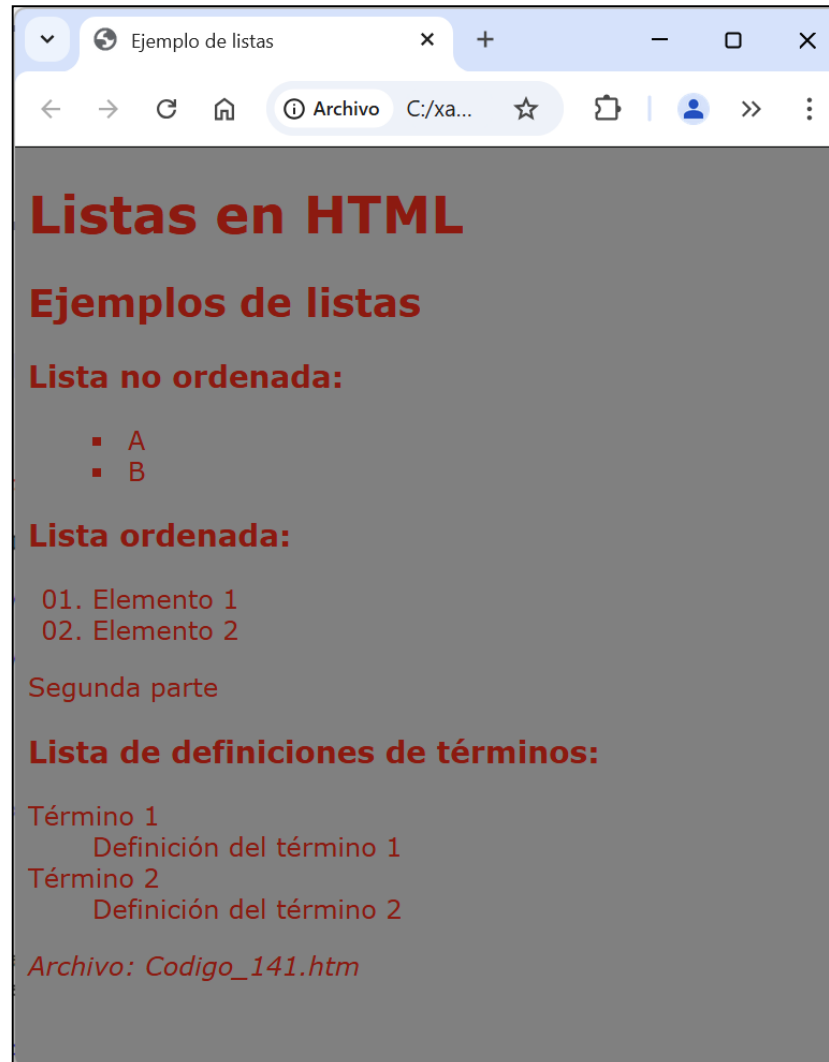 Ejemplo de listas
Archivo C:/xa...
Listas en HTML
Ejemplos de listas
Lista no ordenada:
A
B
Lista ordenada:
01. Elemento 1
02. Elemento 2
Segunda parte
Lista de definiciones de términos:
Término 1
Definición del término 1
Término 2
Definición del término 2
Archivo: Codigo_141.htm